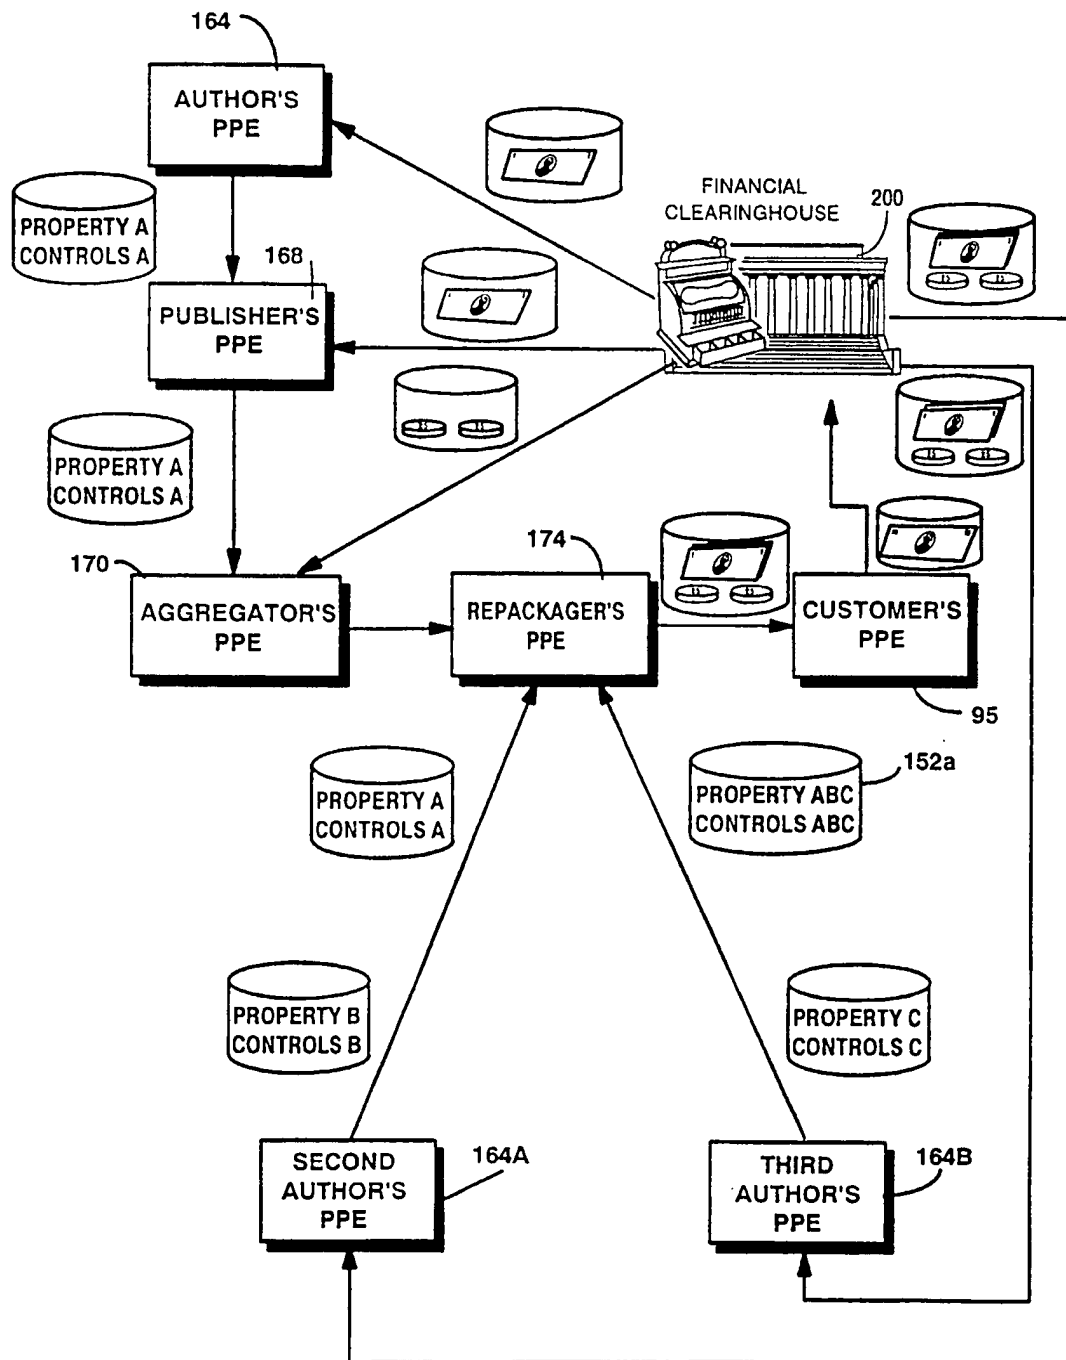 164
AUTHOR'S
PPE
PROPERTY A
CONTROLS A
FINANCIAL
CLEARINGHOUSE
200
168
PUBLISHER'S
PPE
PROPERTY A
CONTROLS A
170
AGGREGATOR'S
PPE
174
REPACKAGER'S
PPE
CUSTOMER'S
PPE
95
PROPERTY A
CONTROLS A
PROPERTY ABC
CONTROLS ABC
152a
PROPERTY B
CONTROLS B
PROPERTY C
CONTROLS C
SECOND
AUTHOR'S
PPE
164A
THIRD
AUTHOR'S
PPE
164B